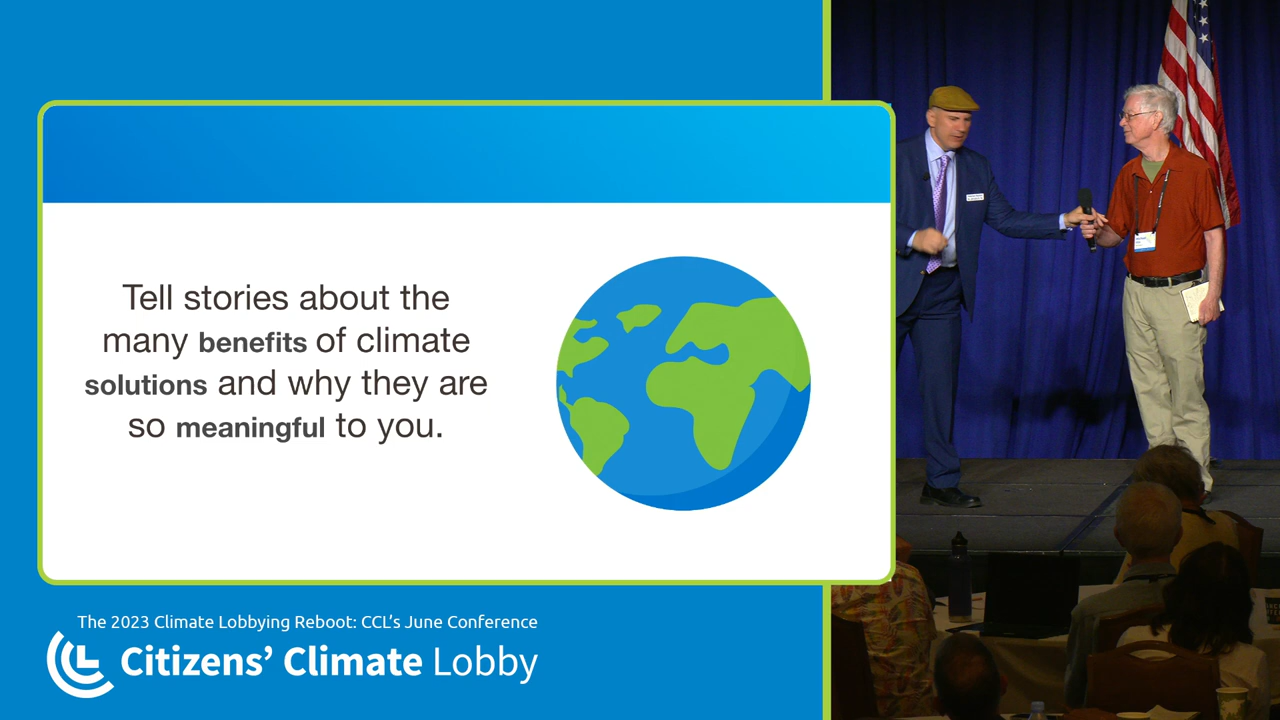 Tell stories about the
many benefits of climate
solutions and why they are
so meaningful to you.
The 2023 Climate Lobbying Reboot: CCL’s June Conference
Citizens’ Climate Lobby